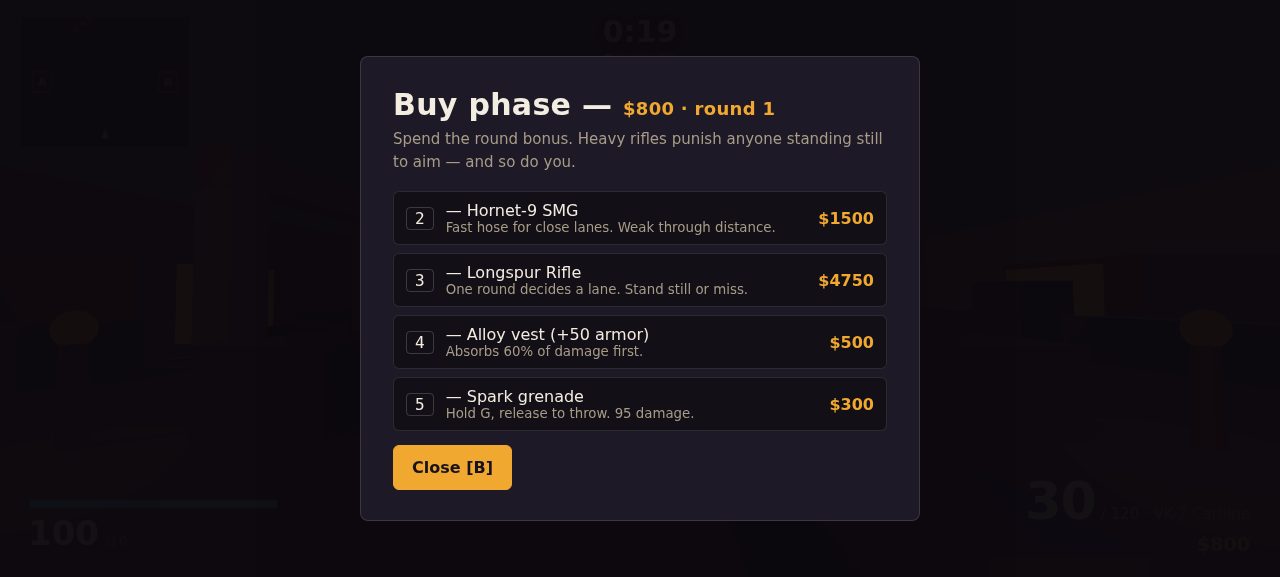 0:19
A
B
Buy phase — $800 · round 1
Spend the round bonus. Heavy rifles punish anyone standing still
to aim — and so do you.
2 — Hornet-9 SMG $1500
Fast hose for close lanes. Weak through distance.
3 — Longspur Rifle $4750
One round decides a lane. Stand still or miss.
4 — Alloy vest (+50 armor) $500
Absorbs 60% of damage first.
5 — Spark grenade $300
Hold G, release to throw. 95 damage.
Close [B]
100
30 / 120 · VK-7 Carbine
$800